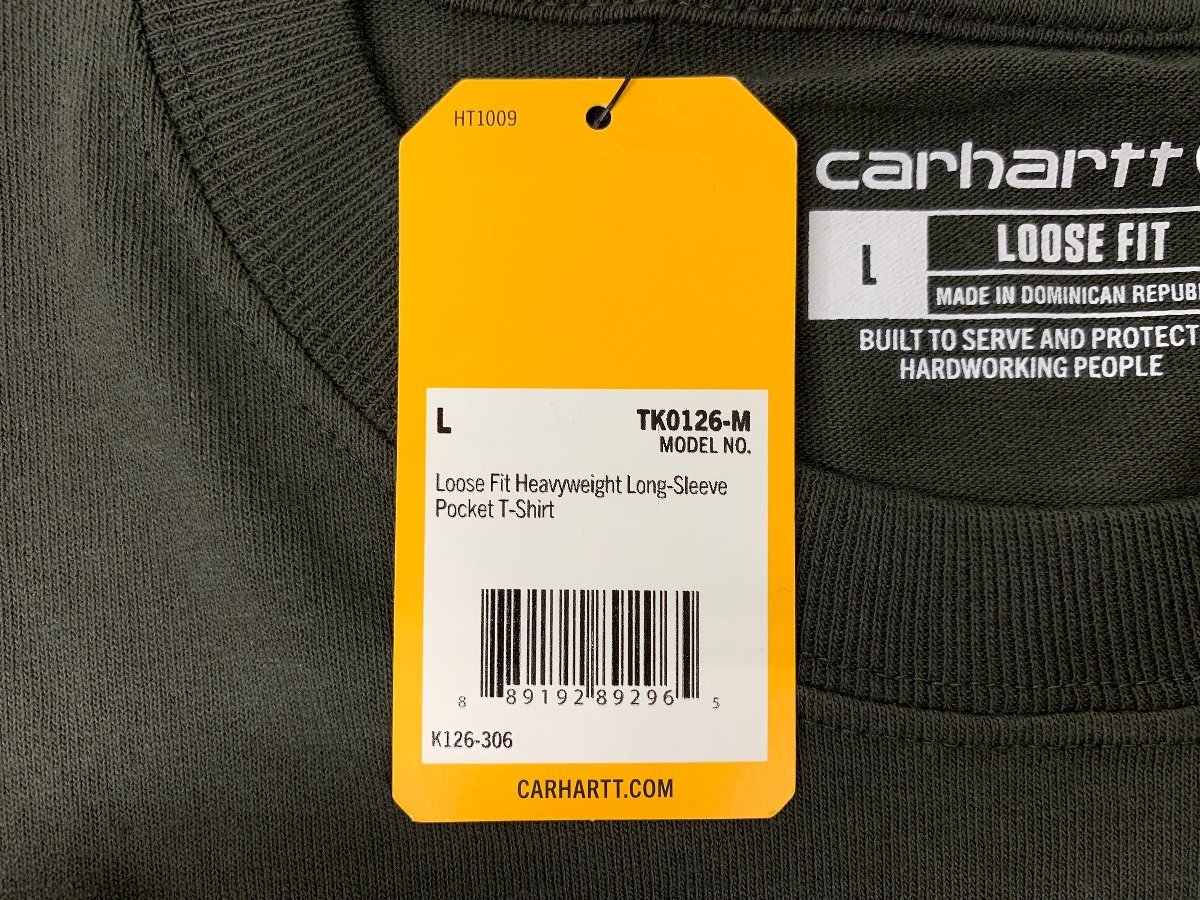 HT1009
L
TK0126-M
MODEL NO.
Loose Fit Heavyweight Long-Sleeve
Pocket T-Shirt
8 89192 89296 5
K126-306
CARHARTT.COM
carhartt
L
LOOSE FIT
MADE IN DOMINICAN REPUB
BUILT TO SERVE AND PROTECT
HARDWORKING PEOPLE